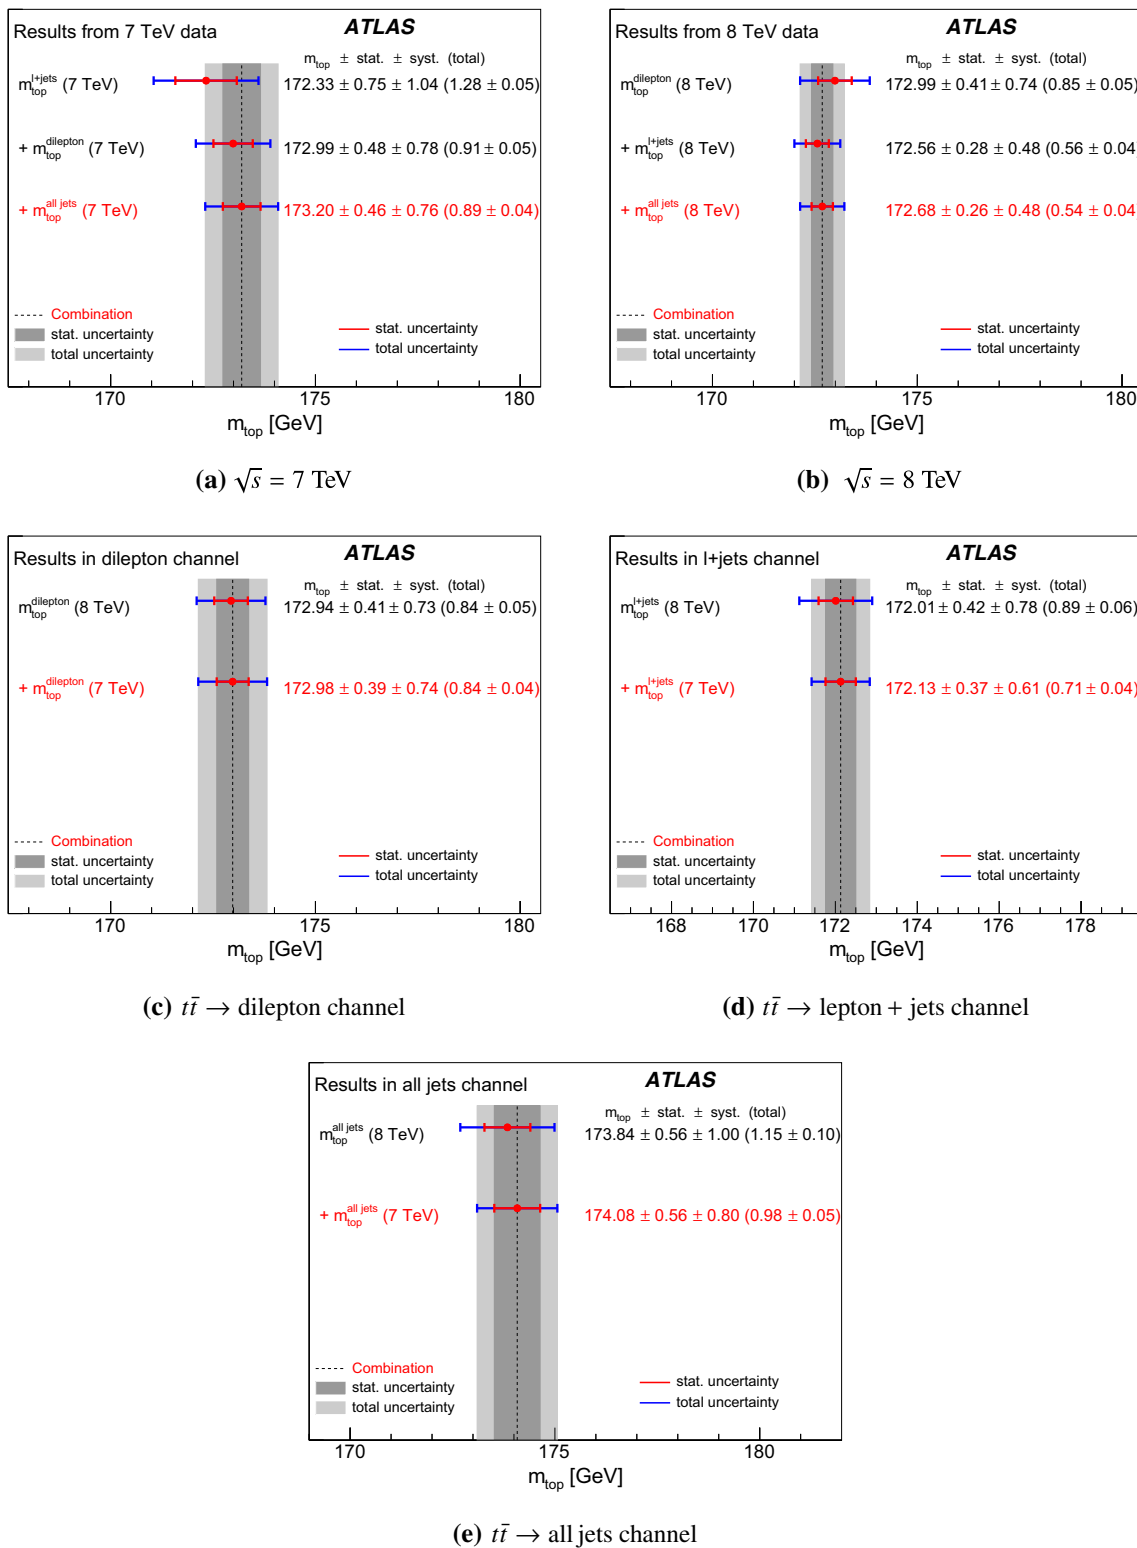 Results from 7 TeV data ATLAS
m_top ± stat. ± syst. (total)
m_top^l+jets (7 TeV) 172.33 ± 0.75 ± 1.04 (1.28 ± 0.05)
+ m_top^dilepton (7 TeV) 172.99 ± 0.48 ± 0.78 (0.91 ± 0.05)
+ m_top^all jets (7 TeV) 173.20 ± 0.46 ± 0.76 (0.89 ± 0.04)
Combination
stat. uncertainty stat. uncertainty
total uncertainty total uncertainty
170 175 180
m_top [GeV]
(a) √s = 7 TeV
Results from 8 TeV data ATLAS
m_top ± stat. ± syst. (total)
m_top^dilepton (8 TeV) 172.99 ± 0.41 ± 0.74 (0.85 ± 0.05)
+ m_top^l+jets (8 TeV) 172.56 ± 0.28 ± 0.48 (0.56 ± 0.04)
+ m_top^all jets (8 TeV) 172.68 ± 0.26 ± 0.48 (0.54 ± 0.04)
Combination
stat. uncertainty stat. uncertainty
total uncertainty total uncertainty
170 175 180
m_top [GeV]
(b) √s = 8 TeV
Results in dilepton channel ATLAS
m_top ± stat. ± syst. (total)
m_top^dilepton (8 TeV) 172.94 ± 0.41 ± 0.73 (0.84 ± 0.05)
+ m_top^dilepton (7 TeV) 172.98 ± 0.39 ± 0.74 (0.84 ± 0.04)
Combination
stat. uncertainty stat. uncertainty
total uncertainty total uncertainty
170 175 180
m_top [GeV]
(c) tt̄ → dilepton channel
Results in l+jets channel ATLAS
m_top ± stat. ± syst. (total)
m_top^l+jets (8 TeV) 172.01 ± 0.42 ± 0.78 (0.89 ± 0.06)
+ m_top^l+jets (7 TeV) 172.13 ± 0.37 ± 0.61 (0.71 ± 0.04)
Combination
stat. uncertainty stat. uncertainty
total uncertainty total uncertainty
168 170 172 174 176 178
m_top [GeV]
(d) tt̄ → lepton + jets channel
Results in all jets channel ATLAS
m_top ± stat. ± syst. (total)
m_top^all jets (8 TeV) 173.84 ± 0.56 ± 1.00 (1.15 ± 0.10)
+ m_top^all jets (7 TeV) 174.08 ± 0.56 ± 0.80 (0.98 ± 0.05)
Combination
stat. uncertainty stat. uncertainty
total uncertainty total uncertainty
170 175 180
m_top [GeV]
(e) tt̄ → all jets channel